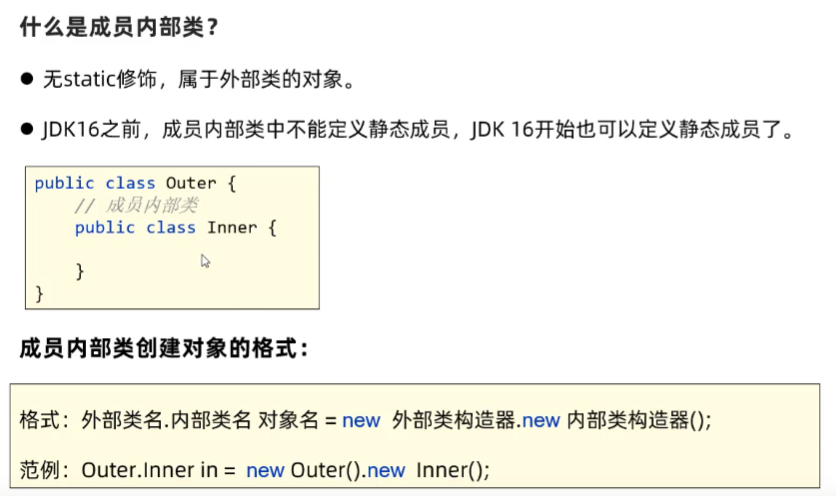 什么是成员内部类？
● 无static修饰，属于外部类的对象。
● JDK16之前，成员内部类中不能定义静态成员，JDK 16开始也可以定义静态成员了。
public class Outer {
    // 成员内部类
    public class Inner {
    }
}
成员内部类创建对象的格式：
格式：外部类名.内部类名 对象名 = new 外部类构造器.new 内部类构造器();
范例：Outer.Inner in = new Outer().new Inner();